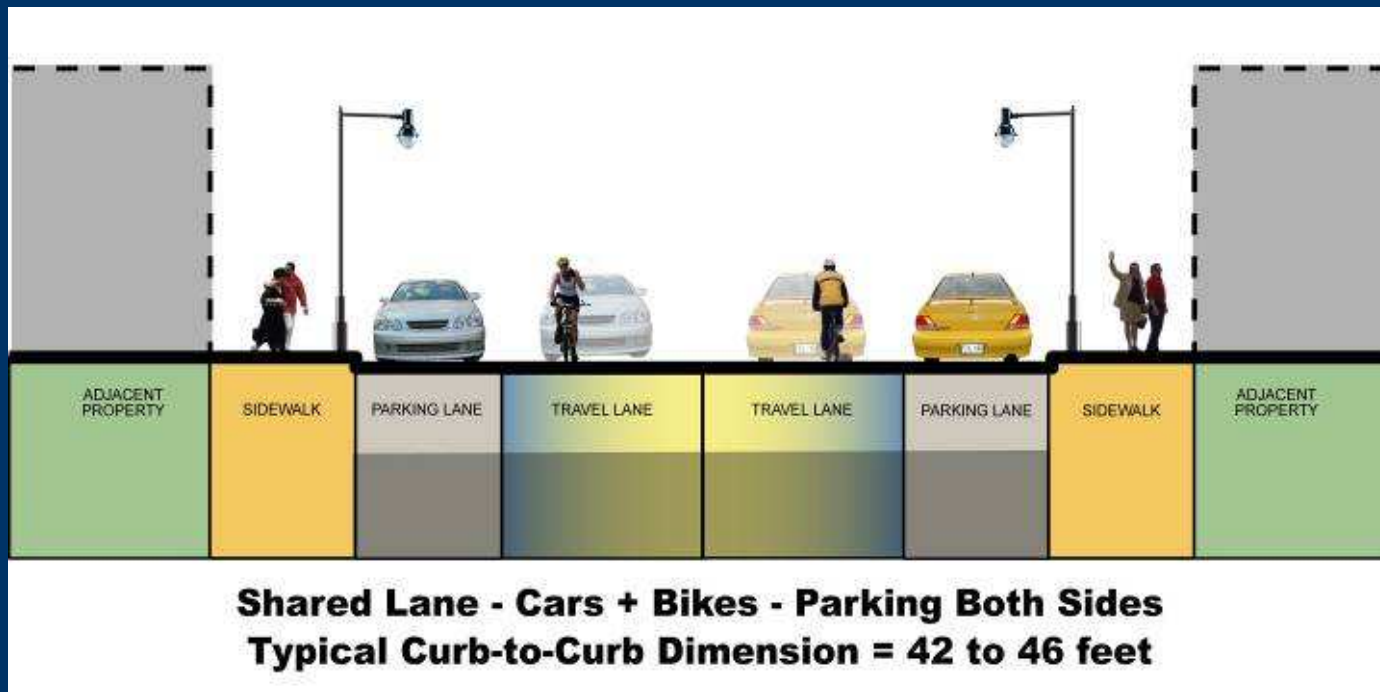 ADJACENT
PROPERTY
SIDEWALK
PARKING LANE
TRAVEL LANE
TRAVEL LANE
PARKING LANE
SIDEWALK
ADJACENT
PROPERTY
Shared Lane - Cars + Bikes - Parking Both Sides
Typical Curb-to-Curb Dimension = 42 to 46 feet